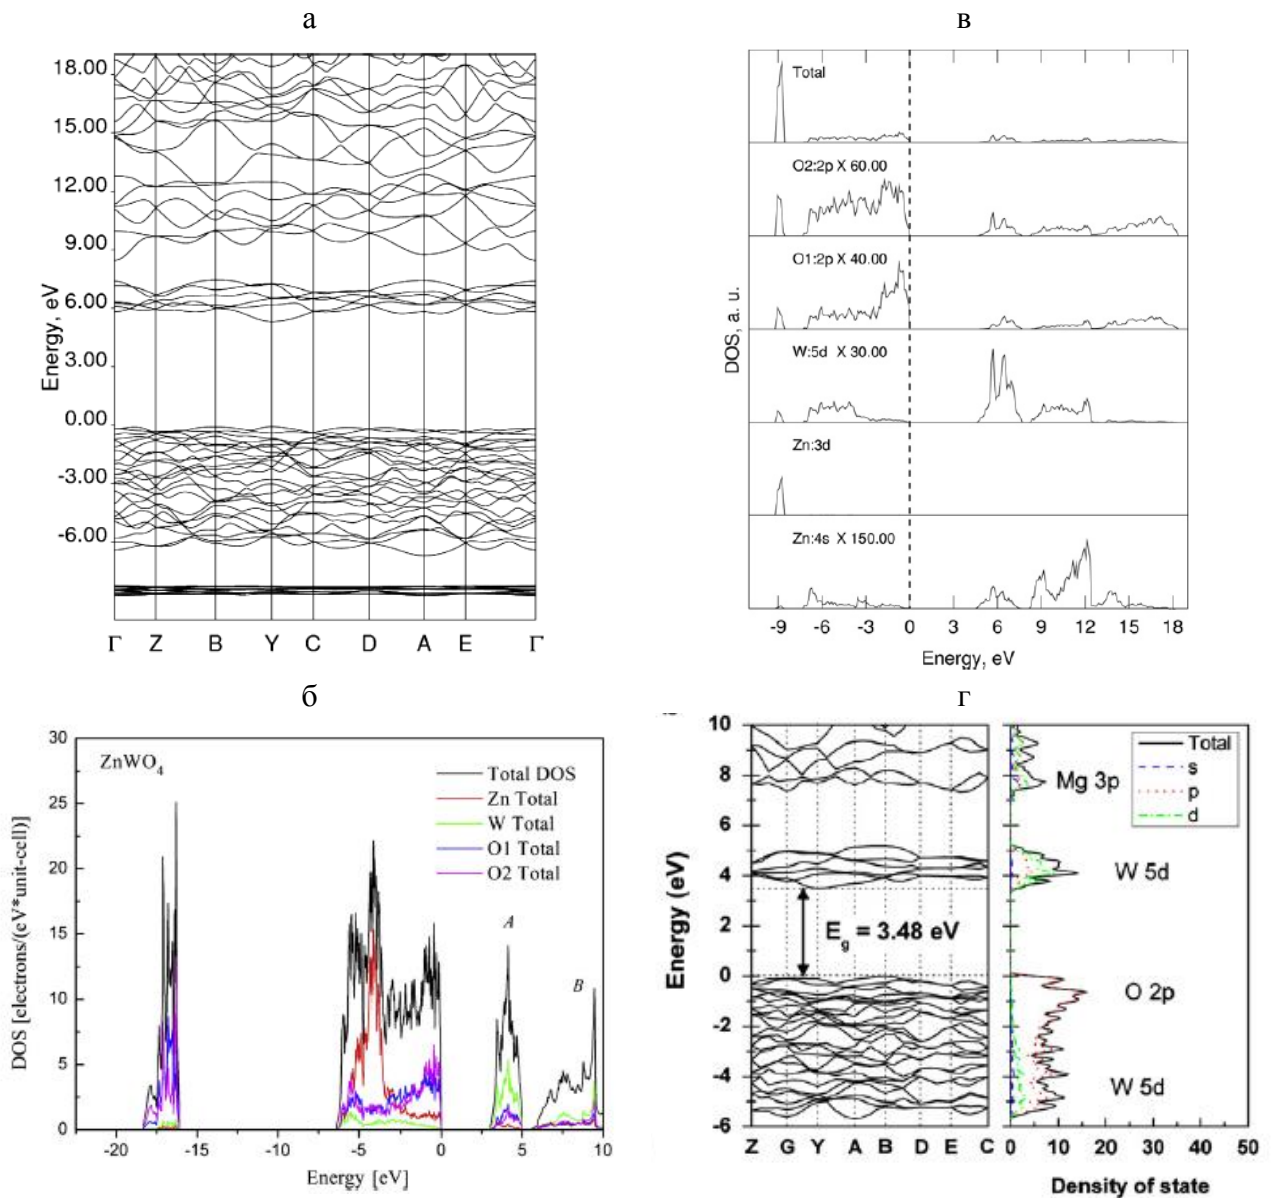 а
18.00
15.00
12.00
9.00
6.00
3.00
0.00
-3.00
-6.00
Energy, eV
Γ Z B Y C D A E Γ
в
Total
O2:2p X 60.00
O1:2p X 40.00
W:5d X 30.00
Zn:3d
Zn:4s X 150.00
DOS, a. u.
-9 -6 -3 0 3 6 9 12 15 18
Energy, eV
б
ZnWO4
30
25
20
15
10
5
0
Total DOS
Zn Total
W Total
O1 Total
O2 Total
A
B
DOS [electrons/(eV*unit-cell)]
-20 -15 -10 -5 0 5 10
Energy [eV]
г
10
8
6
4
2
0
-2
-4
-6
Energy (eV)
Eg = 3.48 eV
Z G Y A B D E C
Total
s
p
d
Mg 3p
W 5d
O 2p
W 5d
0 10 20 30 40 50
Density of state